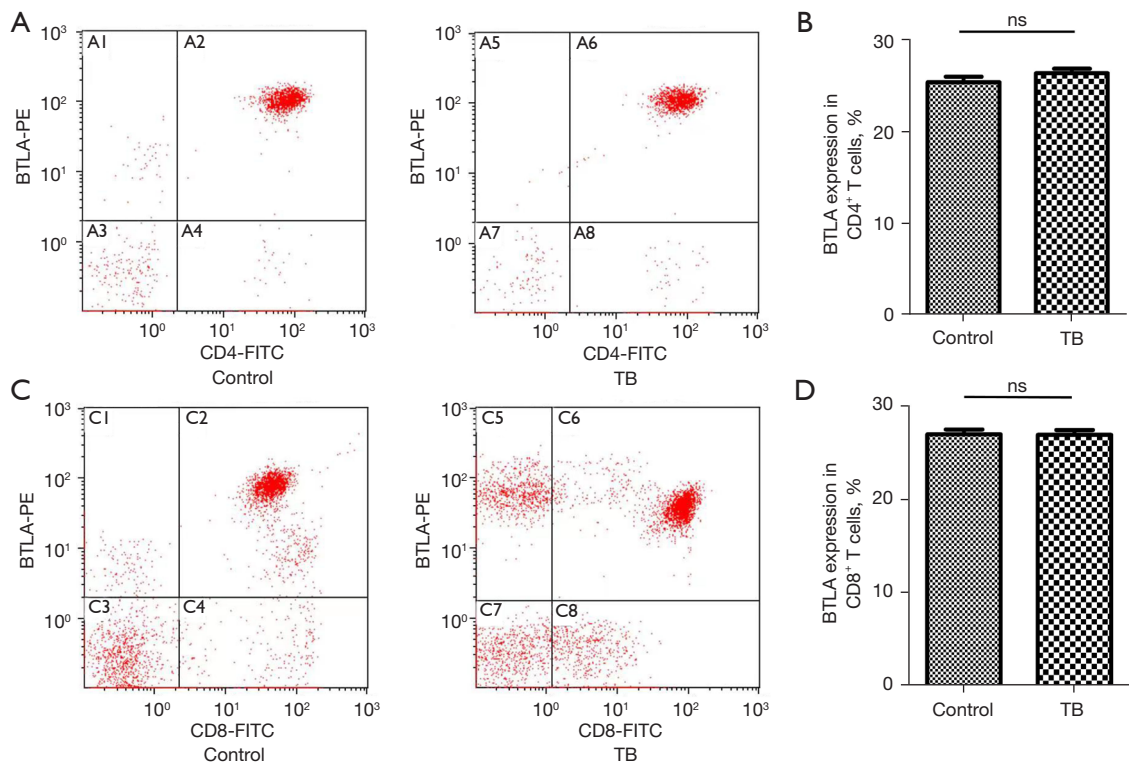 A
10³
10²
10¹
10⁰
BTLA-PE
A1
A2
A3
A4
10⁰
10¹
10²
10³
CD4-FITC
Control
10³
10²
10¹
10⁰
BTLA-PE
A5
A6
A7
A8
10⁰
10¹
10²
10³
CD4-FITC
TB
B
ns
30
20
10
0
BTLA expression in
CD4⁺ T cells, %
Control
TB
C
10³
10²
10¹
10⁰
BTLA-PE
C1
C2
C3
C4
10⁰
10¹
10²
10³
CD8-FITC
Control
10³
10²
10¹
10⁰
BTLA-PE
C5
C6
C7
C8
10⁰
10¹
10²
10³
CD8-FITC
TB
D
ns
30
20
10
0
BTLA expression in
CD8⁺ T cells, %
Control
TB